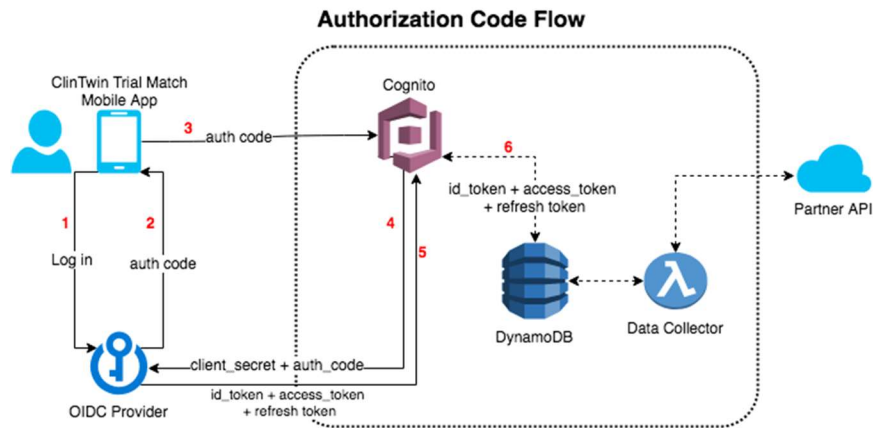 Authorization Code Flow
ClinTwin Trial Match
Mobile App
Cognito
3
auth code
6
id_token + access_token
+ refresh token
Partner API
1
2
4
5
Log in
auth code
DynamoDB
Data Collector
client_secret + auth_code
id_token + access_token
+ refresh token
OIDC Provider